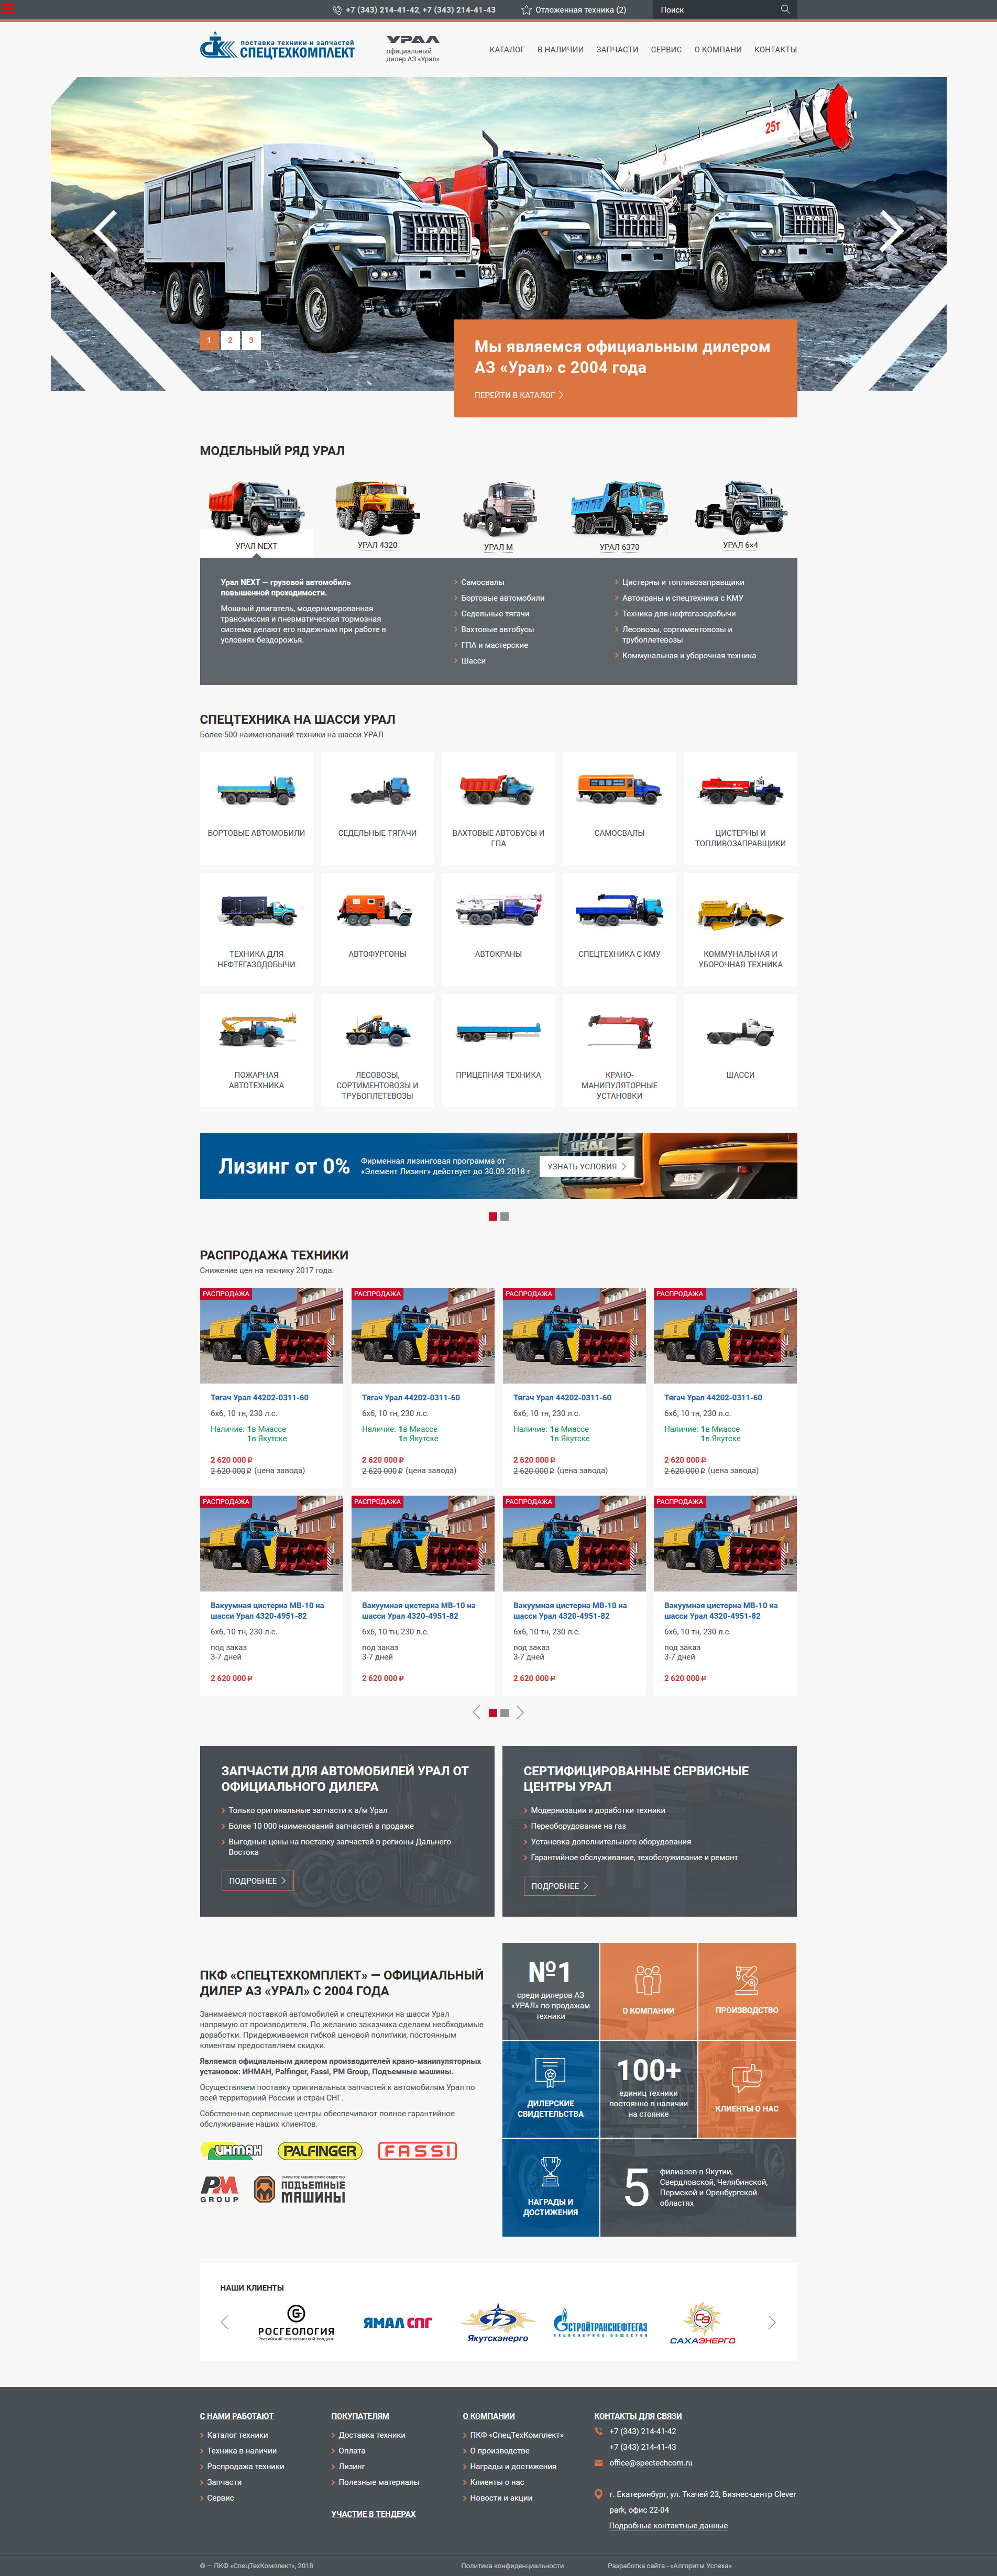 +7 (343) 214-41-42, +7 (343) 214-41-43
Отложенная техника (2)
Поиск
поставка техники и запчастей
СПЕЦТЕХКОМПЛЕКТ
УРАЛ
официальный
дилер АЗ «Урал»
КАТАЛОГ
В НАЛИЧИИ
ЗАПЧАСТИ
СЕРВИС
О КОМПАНИ
КОНТАКТЫ
25т
URAL
URAL
URAL
1
2
3
Мы являемся официальным дилером
АЗ «Урал» с 2004 года
ПЕРЕЙТИ В КАТАЛОГ
МОДЕЛЬНЫЙ РЯД УРАЛ
УРАЛ NEXT
УРАЛ 4320
УРАЛ М
УРАЛ 6370
УРАЛ 6×4
Урал NEXT — грузовой автомобиль
повышенной проходимости.
Мощный двигатель, модернизированная
трансмиссия и пневматическая тормозная
система делают его надежным при работе в
условиях бездорожья.
Самосвалы
Бортовые автомобили
Седельные тягачи
Вахтовые автобусы
ГПА и мастерские
Шасси
Цистерны и топливозаправщики
Автокраны и спецтехника с КМУ
Техника для нефтегазодобычи
Лесовозы, сортиментовозы и
трубоплетевозы
Коммунальная и уборочная техника
СПЕЦТЕХНИКА НА ШАССИ УРАЛ
Более 500 наименований техники на шасси УРАЛ
БОРТОВЫЕ АВТОМОБИЛИ
СЕДЕЛЬНЫЕ ТЯГАЧИ
ВАХТОВЫЕ АВТОБУСЫ И
ГПА
САМОСВАЛЫ
ЦИСТЕРНЫ И
ТОПЛИВОЗАПРАВЩИКИ
ТЕХНИКА ДЛЯ
НЕФТЕГАЗОДОБЫЧИ
АВТОФУРГОНЫ
АВТОКРАНЫ
СПЕЦТЕХНИКА С КМУ
КОММУНАЛЬНАЯ И
УБОРОЧНАЯ ТЕХНИКА
ПОЖАРНАЯ
АВТОТЕХНИКА
ЛЕСОВОЗЫ,
СОРТИМЕНТОВОЗЫ И
ТРУБОПЛЕТЕВОЗЫ
ПРИЦЕПНАЯ ТЕХНИКА
КРАНО-
МАНИПУЛЯТОРНЫЕ
УСТАНОВКИ
ШАССИ
Лизинг от 0%
Фирменная лизинговая программа от
«Элемент Лизинг» действует до 30.09.2018 г
УЗНАТЬ УСЛОВИЯ
URAL
РАСПРОДАЖА ТЕХНИКИ
Снижение цен на технику 2017 года.
РАСПРОДАЖА
Тягач Урал 44202-0311-60
6х6, 10 тн, 230 л.с.
Наличие: 1в Миассе
1в Якутске
2 620 000 ₽
2 620 000 ₽ (цена завода)
РАСПРОДАЖА
Тягач Урал 44202-0311-60
6х6, 10 тн, 230 л.с.
Наличие: 1в Миассе
1в Якутске
2 620 000 ₽
2 620 000 ₽ (цена завода)
РАСПРОДАЖА
Тягач Урал 44202-0311-60
6х6, 10 тн, 230 л.с.
Наличие: 1в Миассе
1в Якутске
2 620 000 ₽
2 620 000 ₽ (цена завода)
РАСПРОДАЖА
Тягач Урал 44202-0311-60
6х6, 10 тн, 230 л.с.
Наличие: 1в Миассе
1в Якутске
2 620 000 ₽
2 620 000 ₽ (цена завода)
РАСПРОДАЖА
Вакуумная цистерна МВ-10 на
шасси Урал 4320-4951-82
6х6, 10 тн, 230 л.с.
под заказ
3-7 дней
2 620 000 ₽
РАСПРОДАЖА
Вакуумная цистерна МВ-10 на
шасси Урал 4320-4951-82
6х6, 10 тн, 230 л.с.
под заказ
3-7 дней
2 620 000 ₽
РАСПРОДАЖА
Вакуумная цистерна МВ-10 на
шасси Урал 4320-4951-82
6х6, 10 тн, 230 л.с.
под заказ
3-7 дней
2 620 000 ₽
РАСПРОДАЖА
Вакуумная цистерна МВ-10 на
шасси Урал 4320-4951-82
6х6, 10 тн, 230 л.с.
под заказ
3-7 дней
2 620 000 ₽
ЗАПЧАСТИ ДЛЯ АВТОМОБИЛЕЙ УРАЛ ОТ
ОФИЦИАЛЬНОГО ДИЛЕРА
Только оригинальные запчасти к а/м Урал
Более 10 000 наименований запчастей в продаже
Выгодные цены на поставку запчастей в регионы Дальнего
Востока
ПОДРОБНЕЕ
СЕРТИФИЦИРОВАННЫЕ СЕРВИСНЫЕ
ЦЕНТРЫ УРАЛ
Модернизации и доработки техники
Переоборудование на газ
Установка дополнительного оборудования
Гарантийное обслуживание, техобслуживание и ремонт
ПОДРОБНЕЕ
ПКФ «СПЕЦТЕХКОМПЛЕКТ» — ОФИЦИАЛЬНЫЙ
ДИЛЕР АЗ «УРАЛ» С 2004 ГОДА
Занимаемся поставкой автомобилей и спецтехники на шасси Урал
напрямую от производителя. По желанию заказчика сделаем необходимые
доработки. Придерживаемся гибкой ценовой политики, постоянным
клиентам предоставляем скидки.
Являемся официальным дилером производителей крано-манипуляторных
установок: ИНМАН, Palfinger, Fassi, PM Group, Подъемные машины.
Осуществляем поставку оригинальных запчастей к автомобилям Урал по
всей территорий России и стран СНГ.
Собственные сервисные центры обеспечивают полное гарантийное
обслуживание наших клиентов.
ИНМАН
PALFINGER
FASSI
PM
GROUP
ЗАКРЫТОЕ АКЦИОНЕРНОЕ ОБЩЕСТВО
ПОДЪЕМНЫЕ
МАШИНЫ
№1
среди дилеров АЗ
«УРАЛ» по продажам
техники
О КОМПАНИИ
ПРОИЗВОДСТВО
ДИЛЕРСКИЕ
СВИДЕТЕЛЬСТВА
100+
единиц техники
постоянно в наличии
на стоянке
КЛИЕНТЫ О НАС
НАГРАДЫ И
ДОСТИЖЕНИЯ
5
филиалов в Якутии,
Свердловской, Челябинской,
Пермской и Оренбургской
областях
НАШИ КЛИЕНТЫ
РОСГЕОЛОГИЯ
Российский геологический холдинг
ЯМАЛ СПГ
Якутскэнерго
СТРОЙТРАНСНЕФТЕГАЗ
АКЦИОНЕРНОЕ ОБЩЕСТВО
САХАЭНЕРГО
С НАМИ РАБОТАЮТ
Каталог техники
Техника в наличии
Распродажа техники
Запчасти
Сервис
ПОКУПАТЕЛЯМ
Доставка техники
Оплата
Лизинг
Полезные материалы
УЧАСТИЕ В ТЕНДЕРАХ
О КОМПАНИИ
ПКФ «СпецТехКомплект»
О производстве
Награды и достижения
Клиенты о нас
Новости и акции
КОНТАКТЫ ДЛЯ СВЯЗИ
+7 (343) 214-41-42
+7 (343) 214-41-43
office@spectechcom.ru
г. Екатеринбург, ул. Ткачей 23, Бизнес-центр Clever
park, офис 22-04
Подробные контактные данные
© — ПКФ «СпецТехКомплект», 2018
Политика конфиденциальности
Разработка сайта - «Алгоритм Успеха»